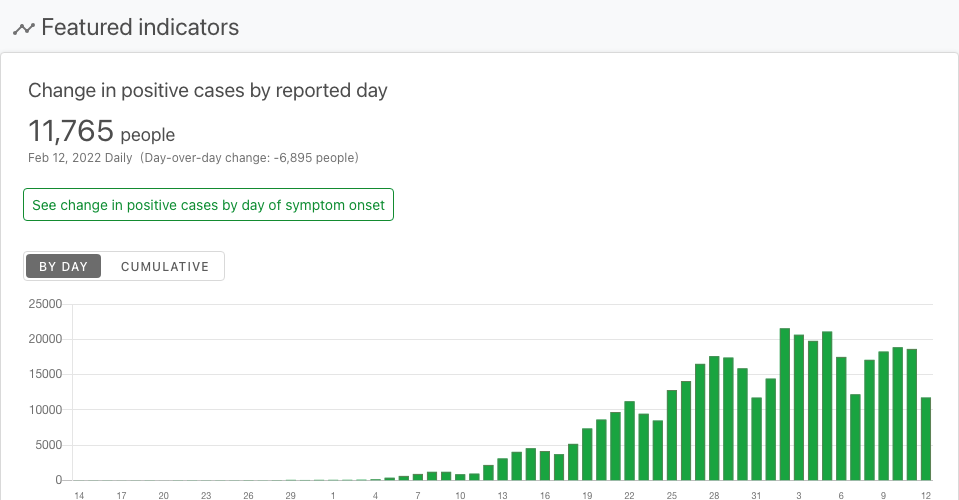 Featured indicators
Change in positive cases by reported day
11,765 people
Feb 12, 2022 Daily (Day-over-day change: -6,895 people)
See change in positive cases by day of symptom onset
BY DAY CUMULATIVE
25000
20000
15000
10000
5000
0
14 17 20 23 26 29 1 4 7 10 13 16 19 22 25 28 31 3 6 9 12